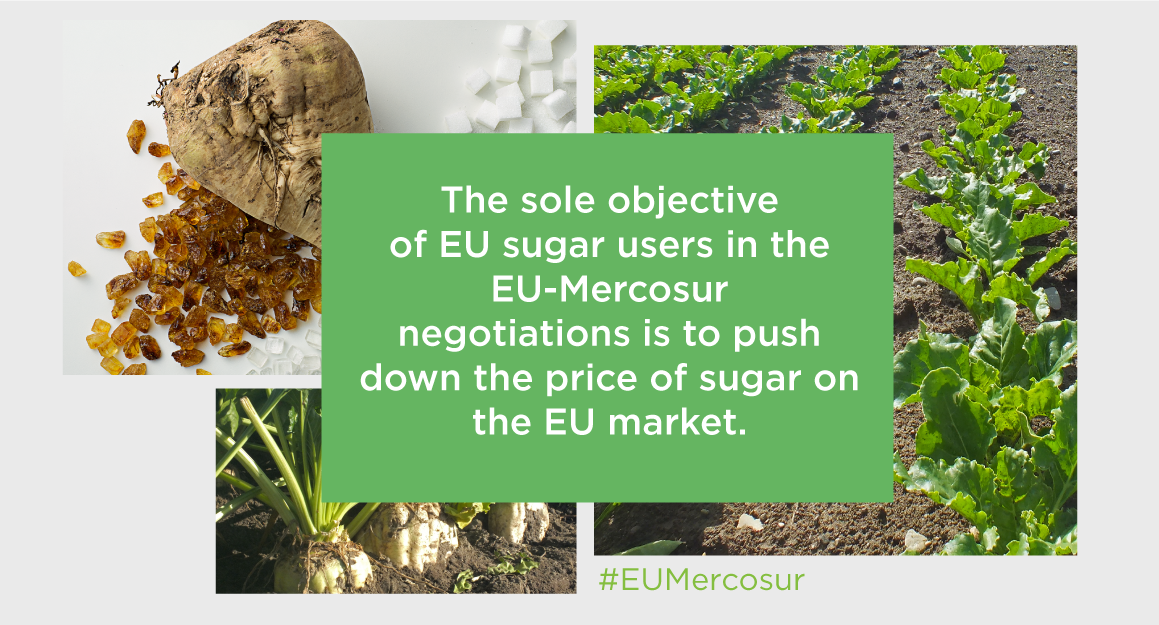 The sole objective
of EU sugar users in the
EU-Mercosur
negotiations is to push
down the price of sugar on
the EU market.
#EUMercosur